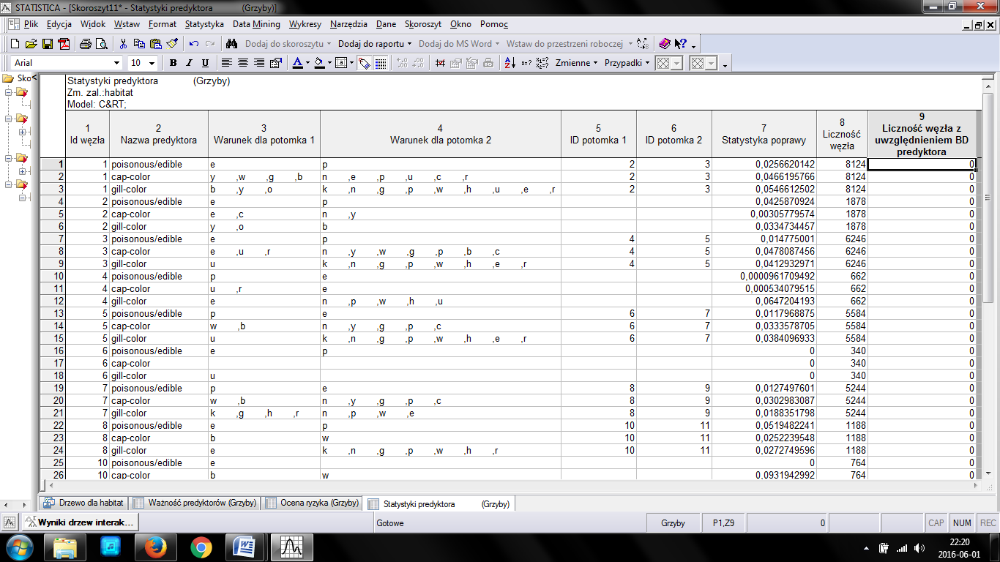 STATISTICA - [Skoroszyt11* - Statystyki predyktora (Grzyby)]
Plik Edycja Widok Wstaw Format Statystyka Data Mining Wykresy Narzędzia Dane Skoroszyt Okno Pomoc
Dodaj do skoroszytu Dodaj do raportu Dodaj do MS Word Wstaw do przestrzeni roboczej
Arial 10 B I U Zmienne Przypadki
Sko
Statystyki predyktora (Grzyby)
Zm. zal.:habitat
Model: C&RT;
1 Id węzła 2 Nazwa predyktora 3 Warunek dla potomka 1 4 Warunek dla potomka 2 5 ID potomka 1 6 ID potomka 2 7 Statystyka poprawy 8 Liczność węzła 9 Liczność węzła z uwzględnieniem BD predyktora
1 1 poisonous/edible e p 2 3 0,0256620142 8124 0
2 1 cap-color y ,w ,g ,b n ,e ,p ,u ,c ,r 2 3 0,0466195766 8124 0
3 1 gill-color b ,y ,o k ,n ,g ,p ,w ,h ,u ,e ,r 2 3 0,0546612502 8124 0
4 2 poisonous/edible e p 0,0425870924 1878 0
5 2 cap-color e ,c n ,y 0,00305779574 1878 0
6 2 gill-color y ,o b 0,0334734457 1878 0
7 3 poisonous/edible e p 4 5 0,014775001 6246 0
8 3 cap-color e ,u ,r n ,y ,w ,g ,p ,b ,c 4 5 0,0478087456 6246 0
9 3 gill-color u k ,n ,g ,p ,w ,h ,e ,r 4 5 0,0412932971 6246 0
10 4 poisonous/edible p e 0,0000961709492 662 0
11 4 cap-color u ,r e 0,000534079515 662 0
12 4 gill-color e n ,p ,w ,h ,u 0,0647204193 662 0
13 5 poisonous/edible p e 6 7 0,0117968875 5584 0
14 5 cap-color w ,b n ,y ,g ,p ,c 6 7 0,0333578705 5584 0
15 5 gill-color u k ,n ,g ,p ,w ,h ,e ,r 6 7 0,0384096933 5584 0
16 6 poisonous/edible e p 0 340 0
17 6 cap-color 0 340 0
18 6 gill-color u 0 340 0
19 7 poisonous/edible p e 8 9 0,0127497601 5244 0
20 7 cap-color w ,b n ,y ,g ,p ,c 8 9 0,0302983087 5244 0
21 7 gill-color k ,g ,h ,r n ,p ,w ,e 8 9 0,0188351798 5244 0
22 8 poisonous/edible e p 10 11 0,0519482241 1188 0
23 8 cap-color b w 10 11 0,0252239548 1188 0
24 8 gill-color e k ,n ,g ,p ,w ,h ,r 10 11 0,0272749596 1188 0
25 10 poisonous/edible e 0 764 0
26 10 cap-color b w 0,0931942992 764 0
Drzewo dla habitat Ważność predyktorów (Grzyby) Ocena ryzyka (Grzyby) Statystyki predyktora (Grzyby)
Wyniki drzew interak... Gotowe Grzyby P1,Z9 0 CAP NUM REC
22:20
2016-06-01